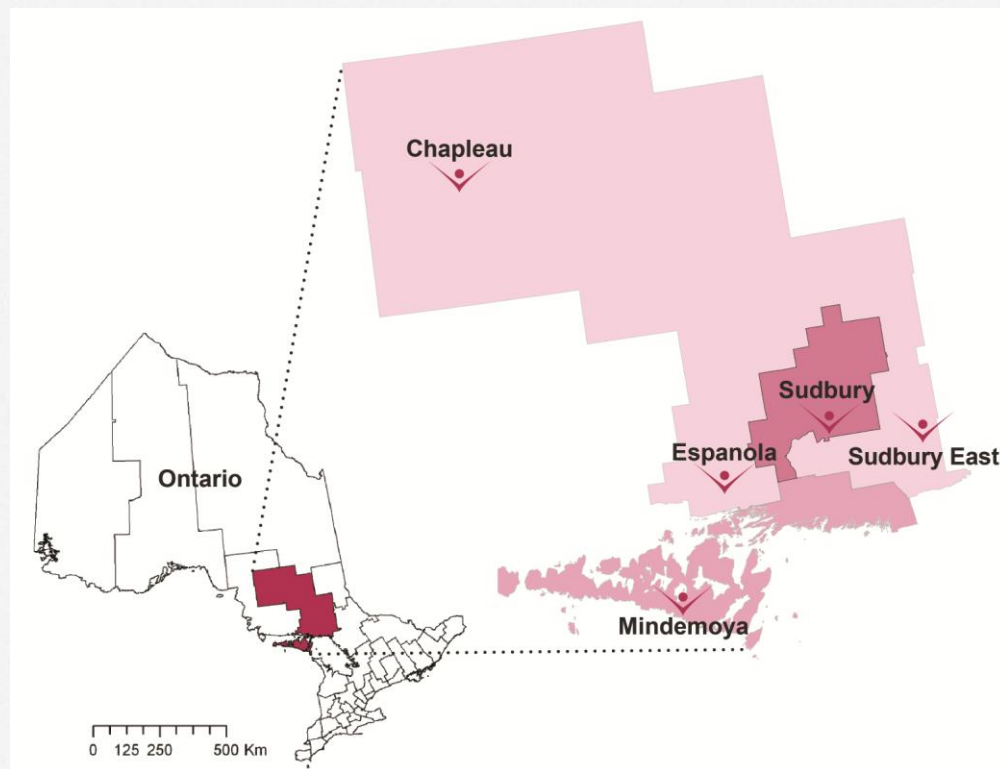 Chapleau
Sudbury
Espanola
Sudbury East
Ontario
Mindemoya
0 125 250 500 Km